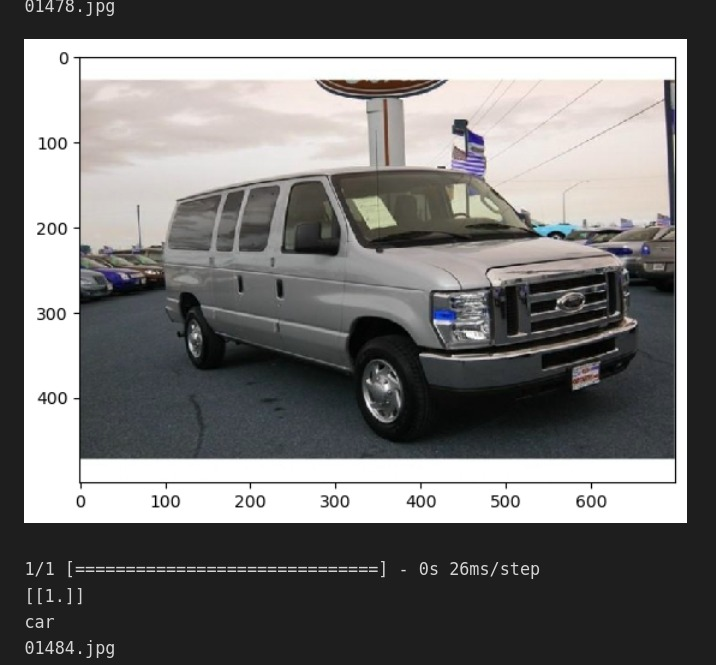 01478.jpg
0
100
200
300
400
0 100 200 300 400 500 600
1/1 [==============================] - 0s 26ms/step
[[1.]]
car
01484.jpg